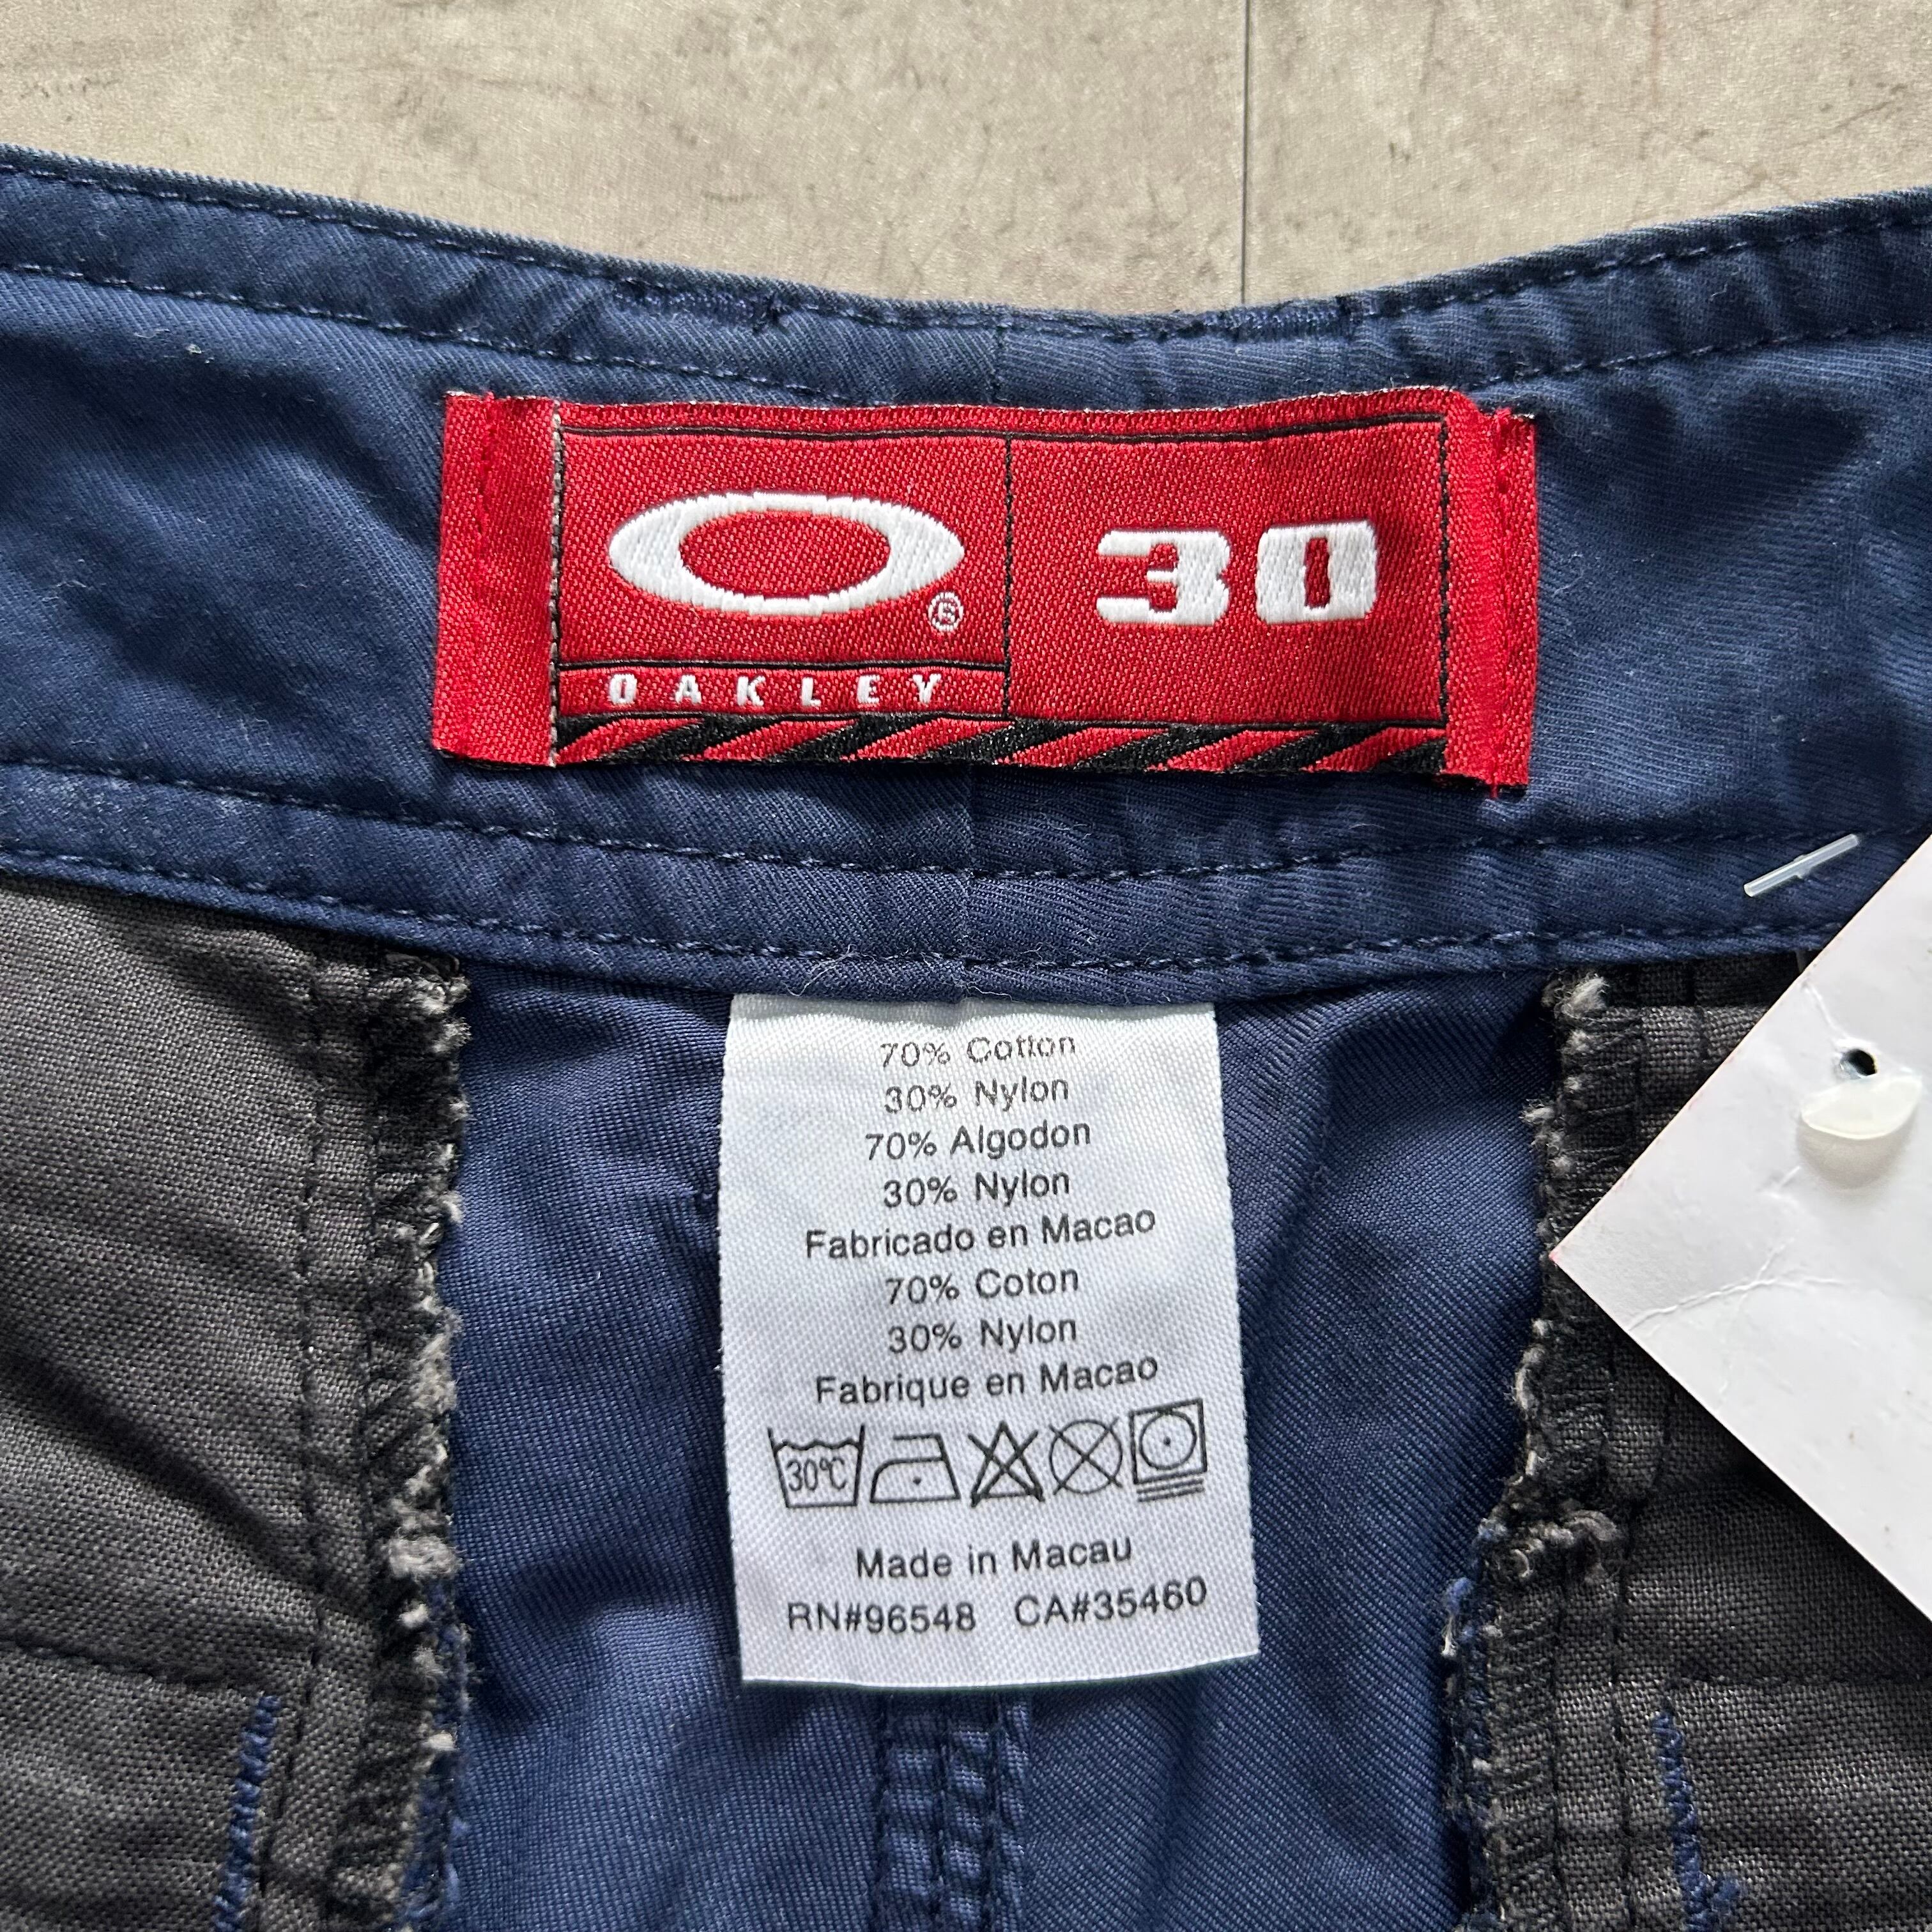 ® 30
OAKLEY
70% Cotton
30% Nylon
70% Algodon
30% Nylon
Fabricado en Macao
70% Coton
30% Nylon
Fabrique en Macao
30°C
Made in Macau
RN#96548 CA#35460